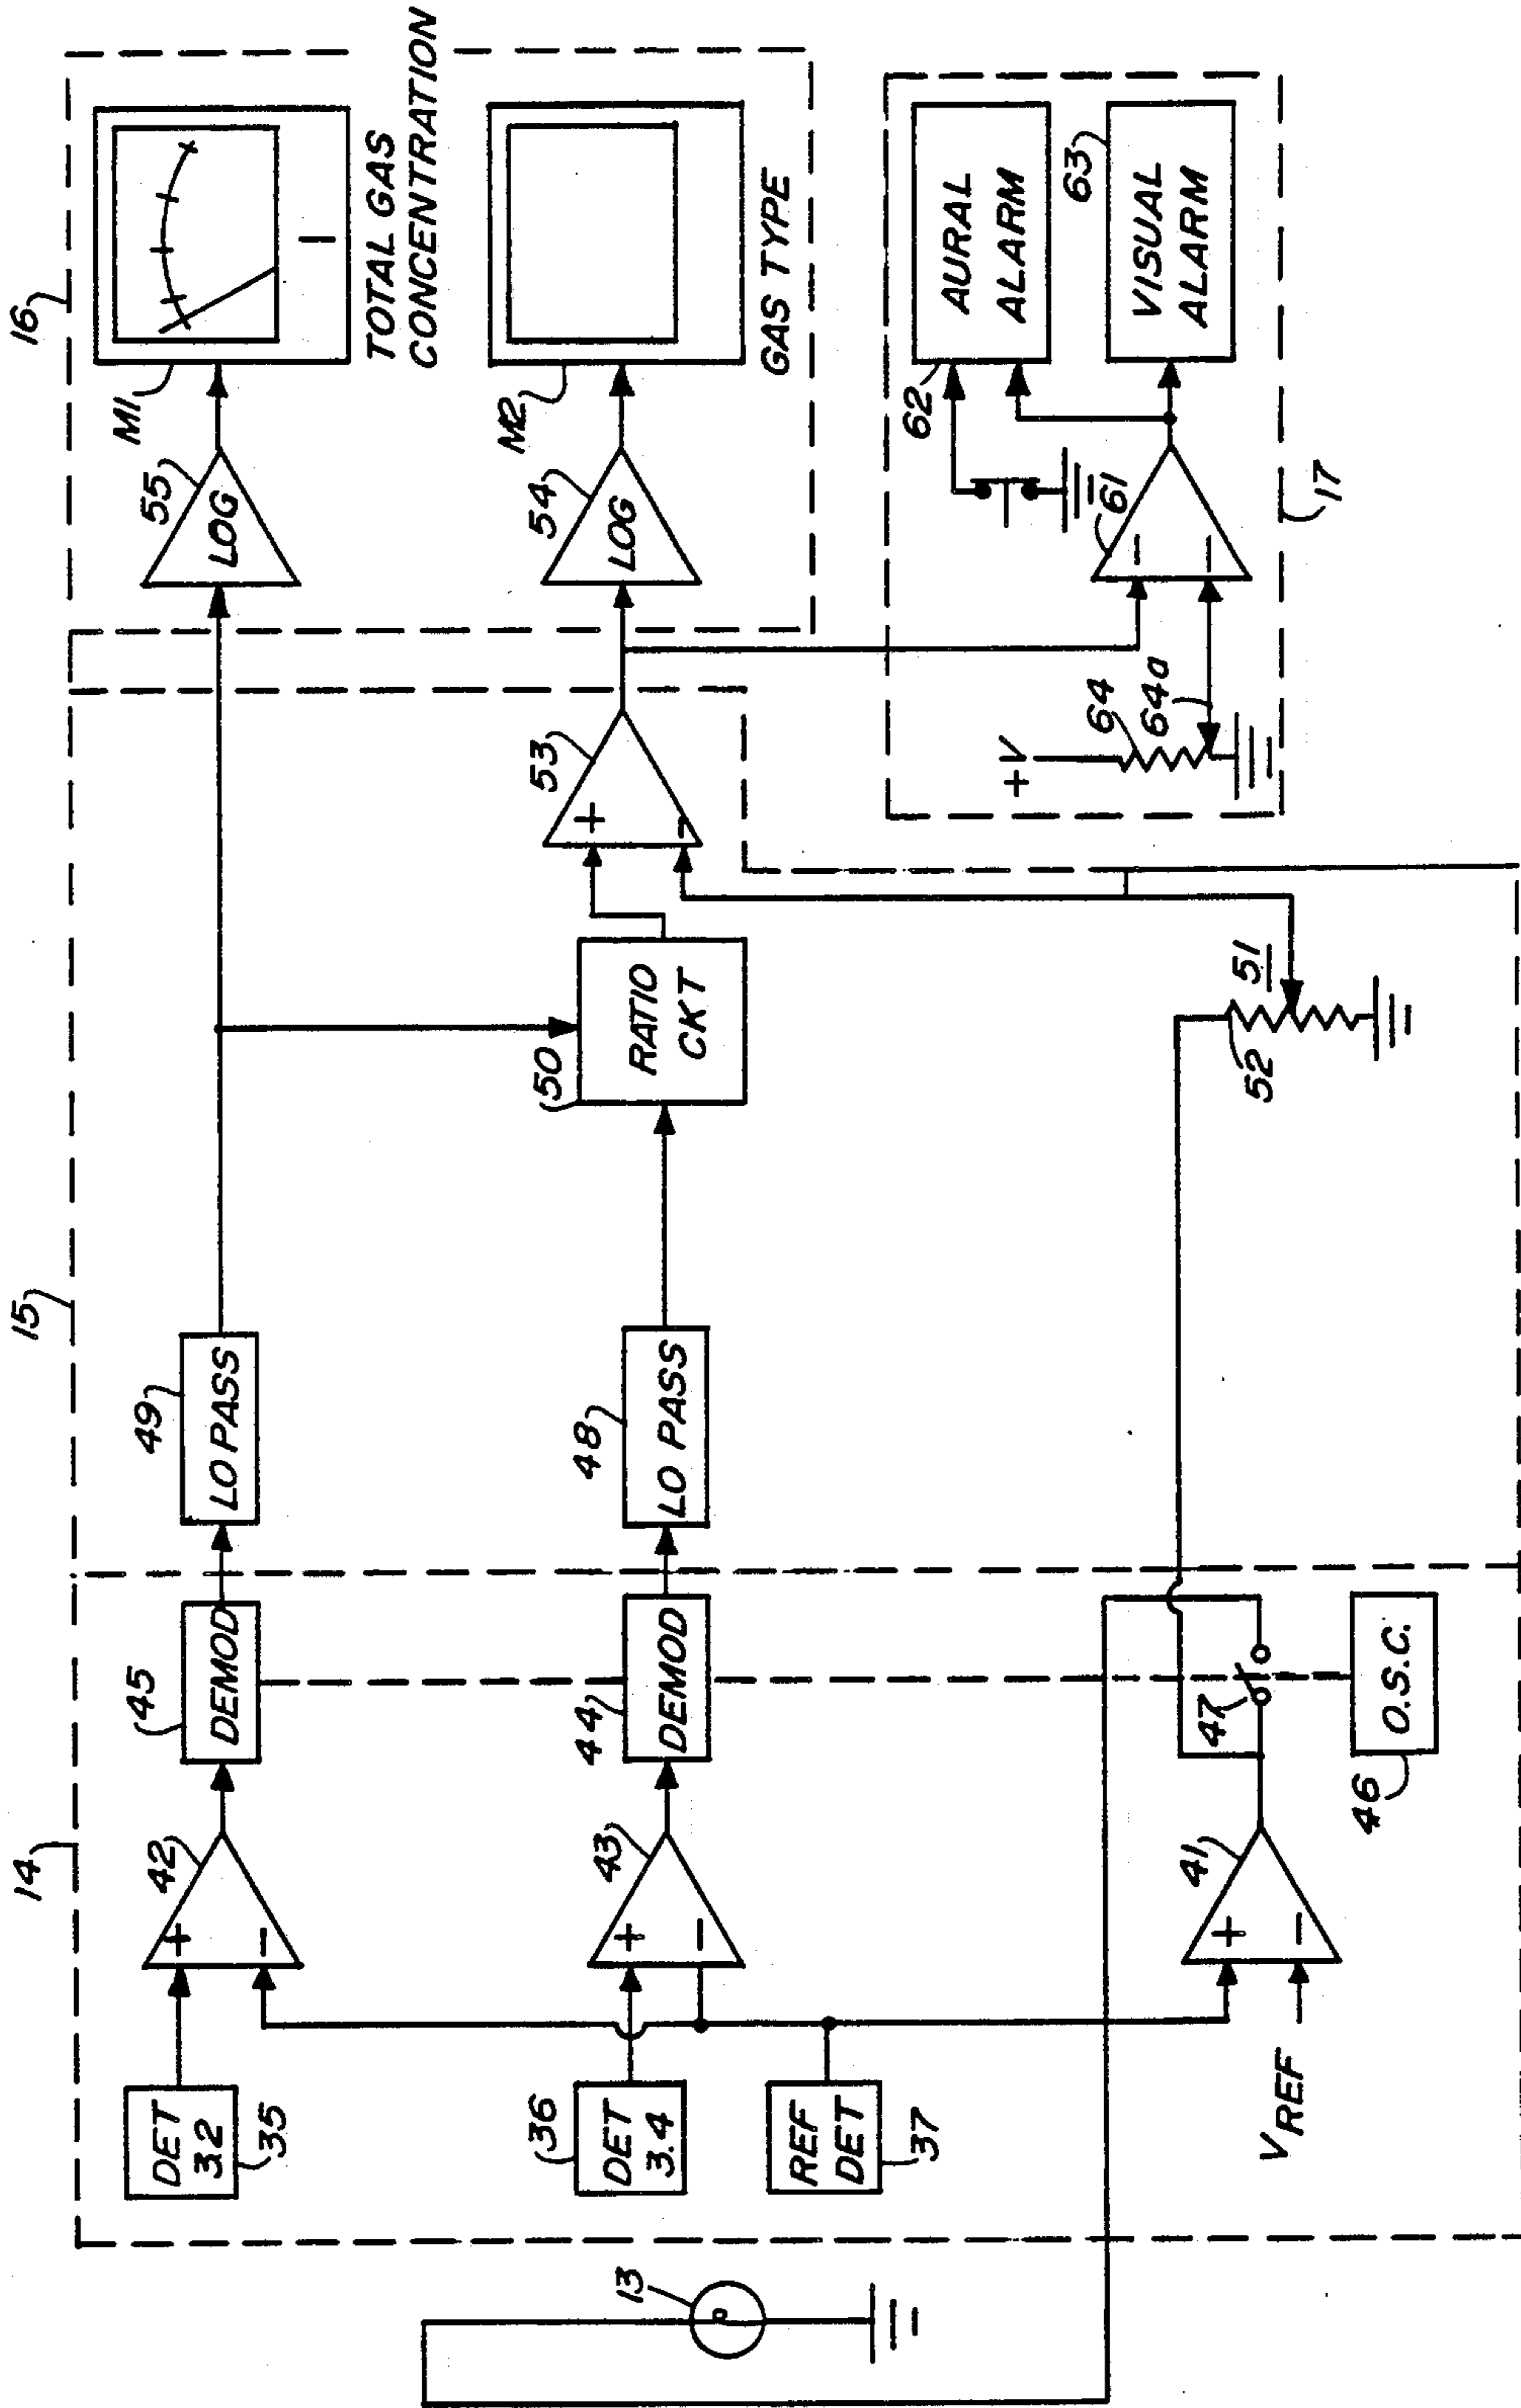 14
15
16
DET
3.2
35
+
–
42
DEMOD
45
LO PASS
49
LOG
55
M1
TOTAL GAS
CONCENTRATION
DET
3.4
36
+
–
43
DEMOD
44
LO PASS
48
RATIO
CKT
50
+
–
53
LOG
54
M2
GAS TYPE
REF
DET
37
13
VREF
+
–
41
47
O.S.C.
46
52
51
+V
64
64a
–
–
61
62
AURAL
ALARM
63
VISUAL
ALARM
17